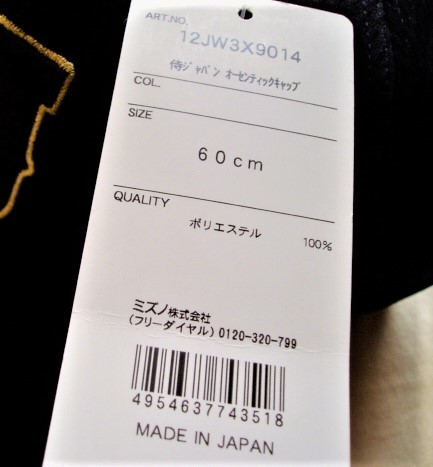 ART.NO.
12JW3X9014
侍ジャパン オーセンティックキャップ
COL.
SIZE
60cm
QUALITY
ポリエステル 100%
ミズノ株式会社
(フリーダイヤル) 0120-320-799
4954637743518
MADE IN JAPAN